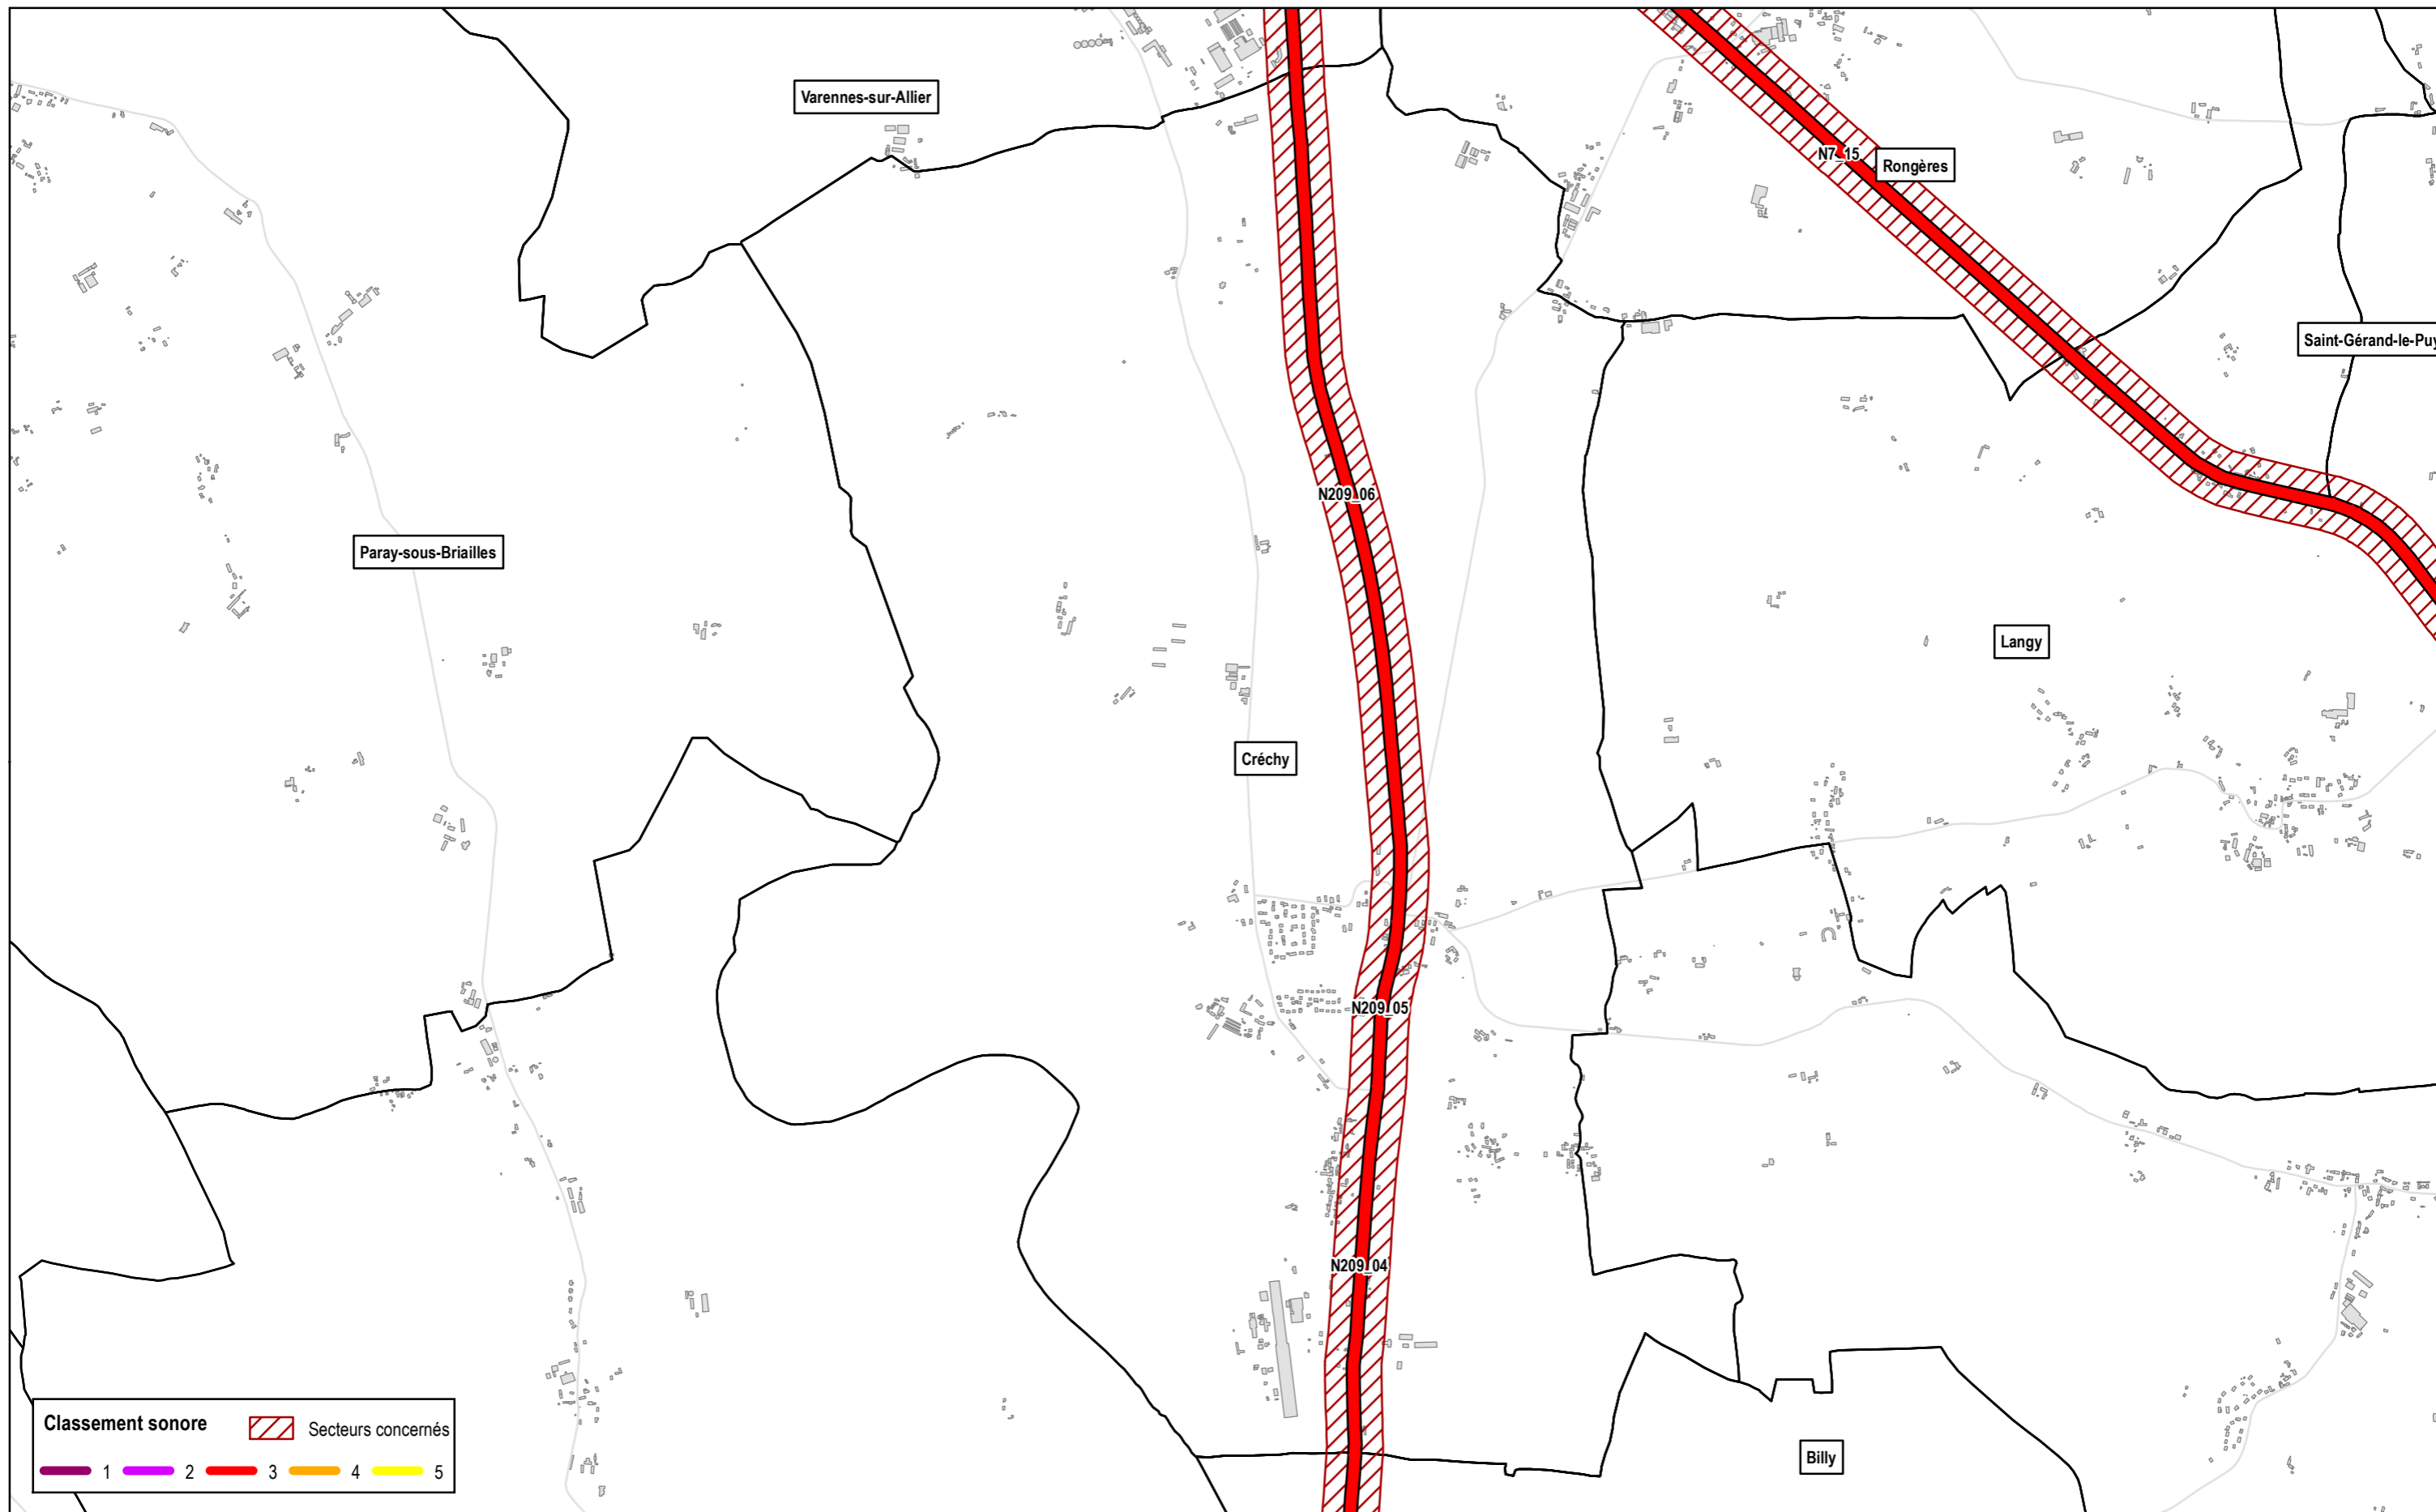 Varennes-sur-Allier
N7_15
Rongères
Saint-Gérand-le-Puy
N209_06
Paray-sous-Briailles
Langy
Créchy
N209_05
N209_04
Classement sonore
Secteurs concernés
1 2 3 4 5
Billy